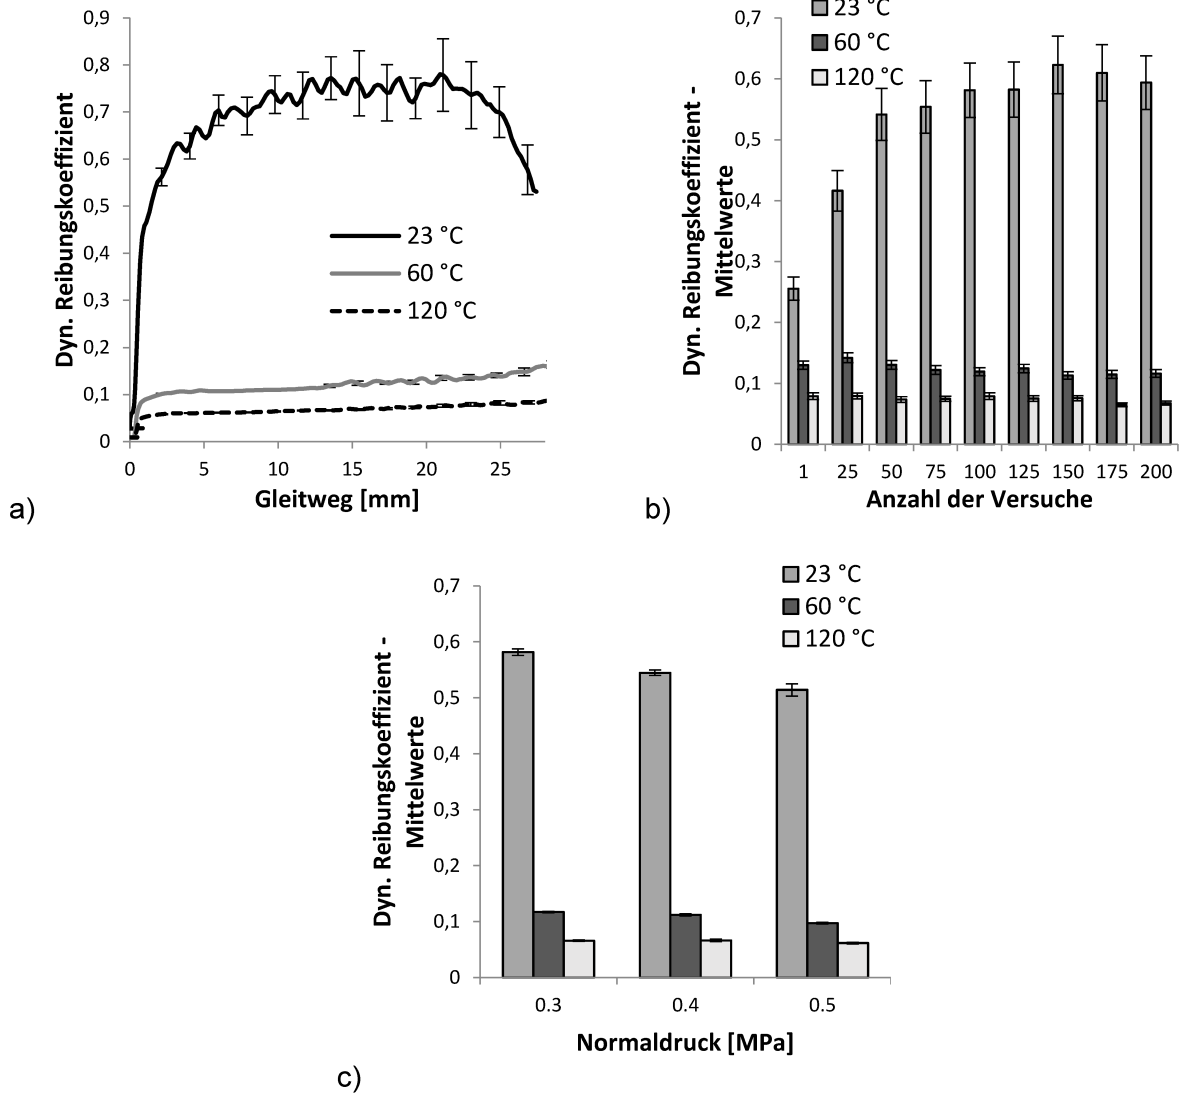 0,9
0,8
0,7
0,6
0,5
0,4
0,3
0,2
0,1
0
Dyn. Reibungskoeffizient
23 °C
60 °C
120 °C
0 5 10 15 20 25
Gleitweg [mm]
a)
0,7
0,6
0,5
0,4
0,3
0,2
0,1
0
Dyn. Reibungskoeffizient -
Mittelwerte
23 °C
60 °C
120 °C
1 25 50 75 100 125 150 175 200
Anzahl der Versuche
b)
0,7
0,6
0,5
0,4
0,3
0,2
0,1
0
Dyn. Reibungskoeffizient -
Mittelwerte
23 °C
60 °C
120 °C
0.3 0.4 0.5
Normaldruck [MPa]
c)